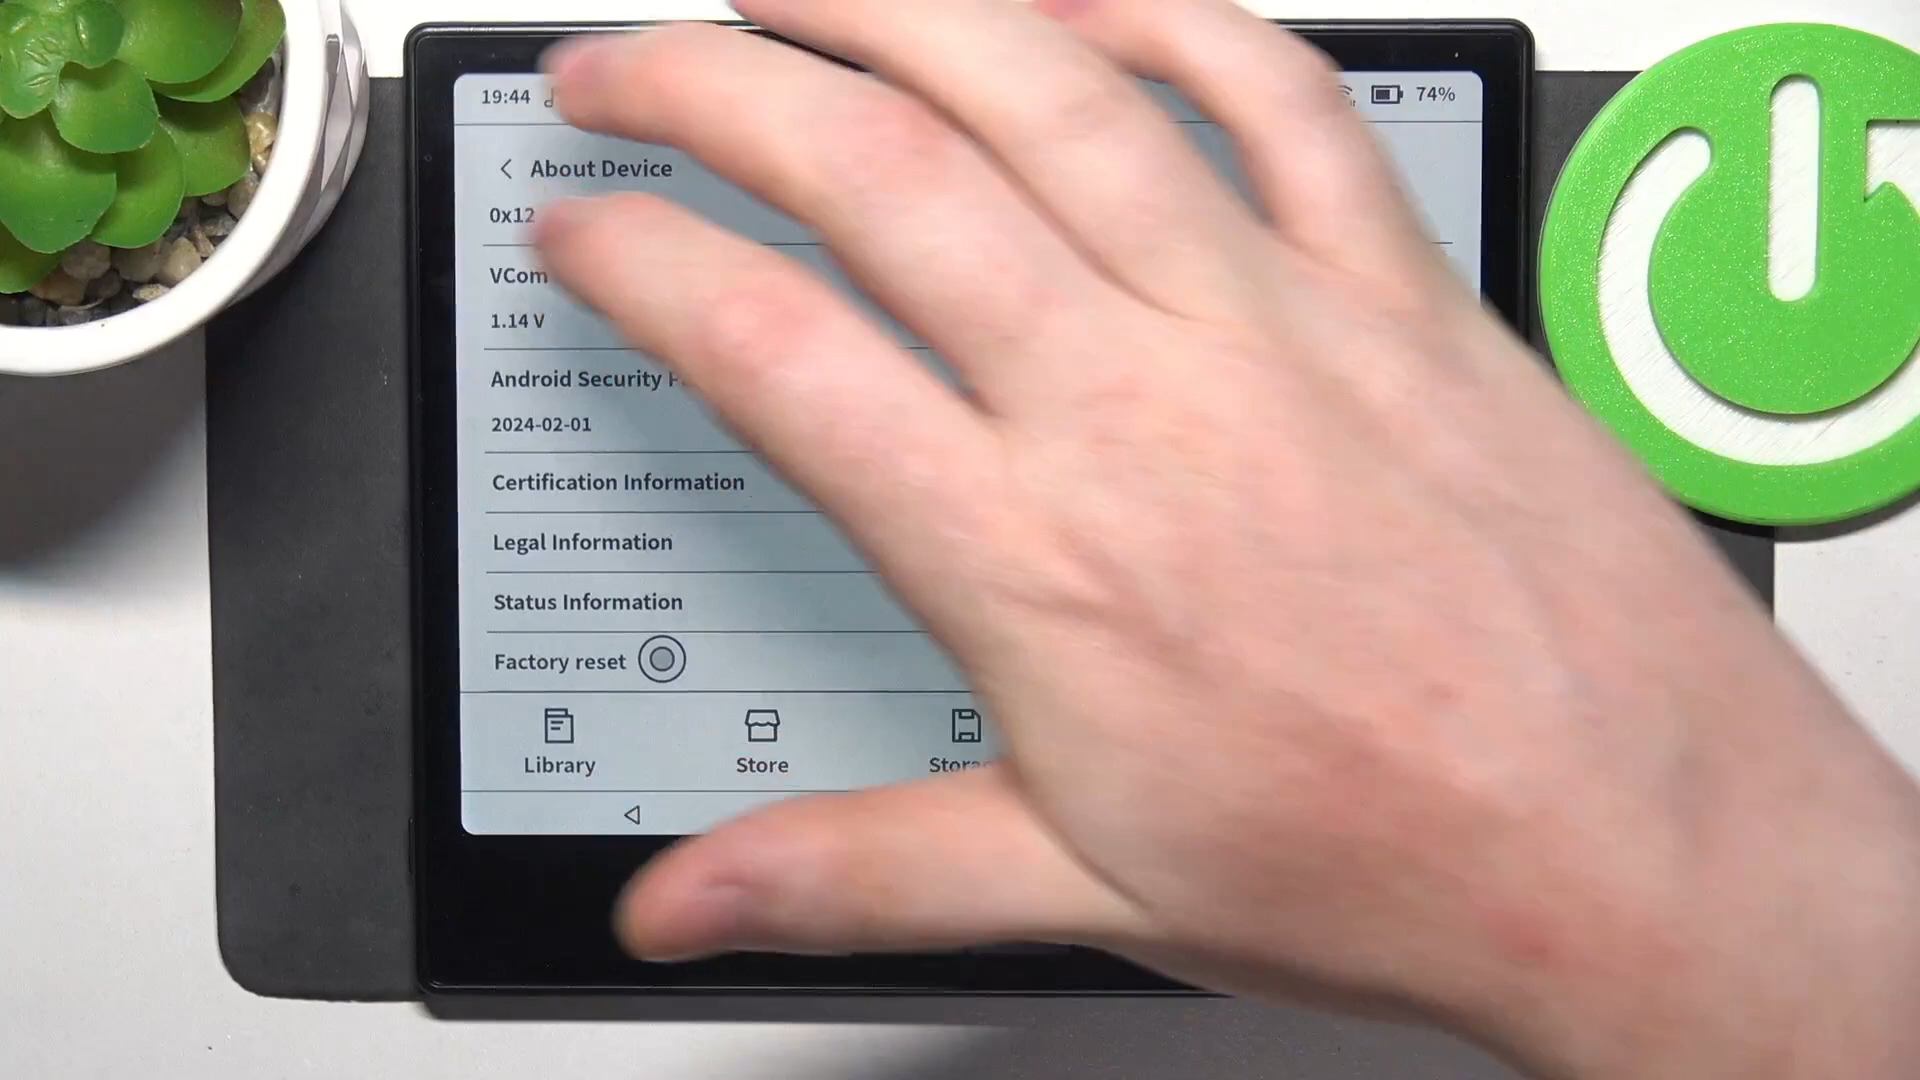 19:44
74%
About Device
0x12
VCom
1.14 V
Android Security
2024-02-01
Certification Information
Legal Information
Status Information
Factory reset
Library
Store